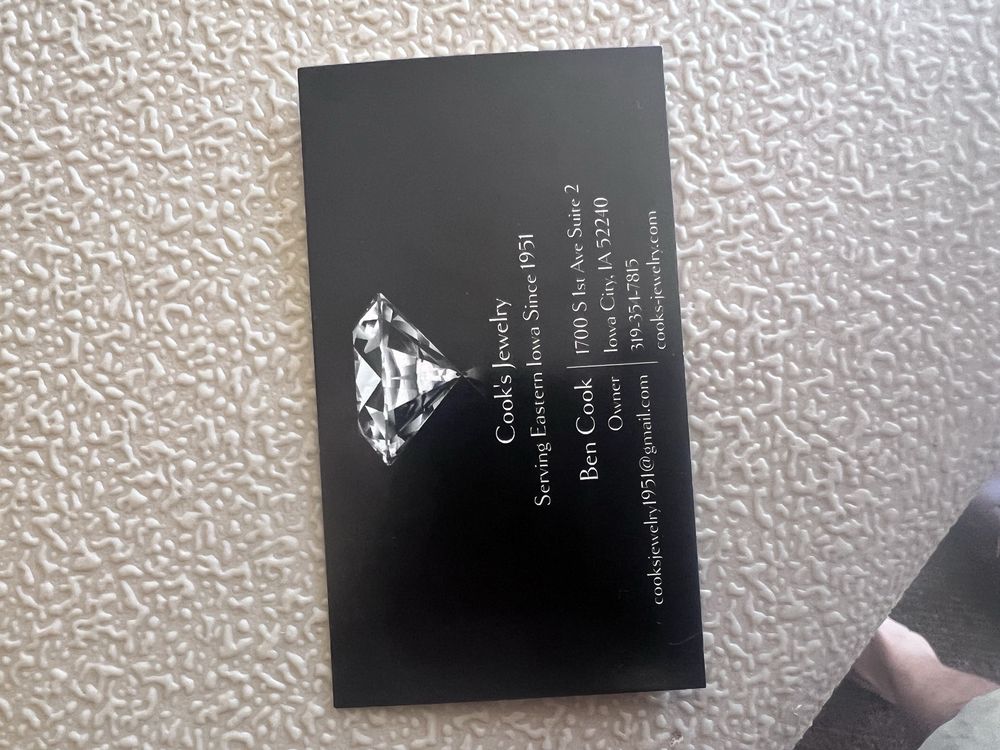 Cook's Jewelry
Serving Eastern Iowa Since 1951
Ben Cook
Owner
cooksjewelry1951@gmail.com
1700 S 1st Ave Suite 2
Iowa City, IA 52240
319-354-7815
cooks-jewelry.com